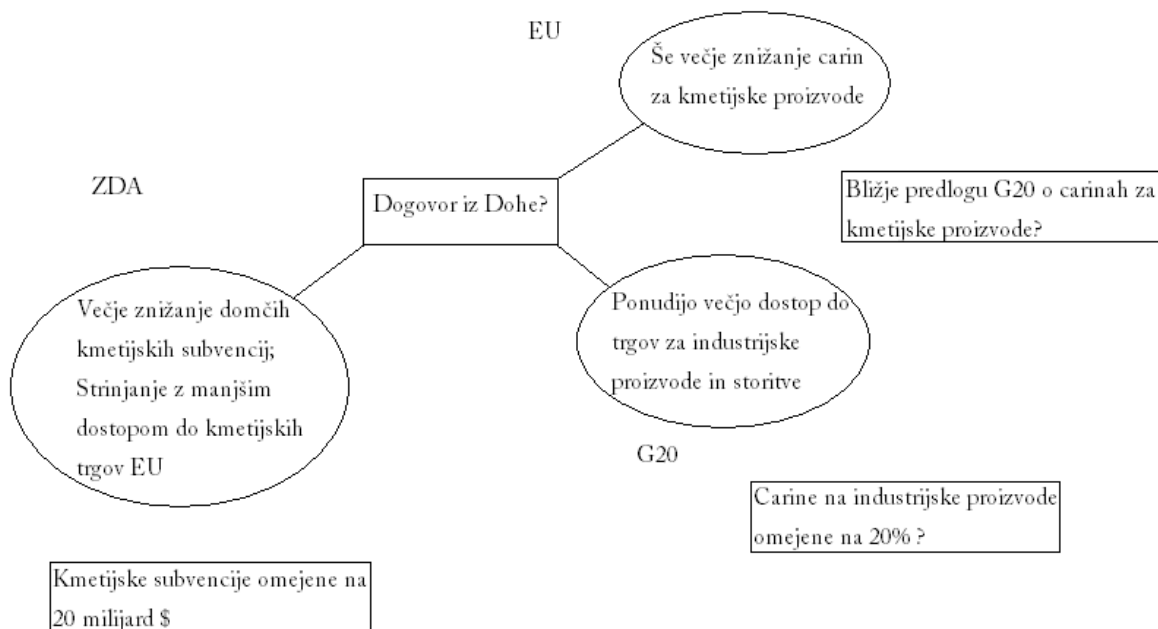 EU
Še večje znižanje carin
za kmetijske proizvode
ZDA
Dogovor iz Dohe?
Bližje predlogu G20 o carinah za
kmetijske proizvode?
Večje znižanje domčih
kmetijskih subvencij;
Strinjanje z manjšim
dostopom do kmetijskih
trgov EU
Ponudijo večjo dostop do
trgov za industrijske
proizvode in storitve
G20
Carine na industrijske proizvode
omejene na 20% ?
Kmetijske subvencije omejene na
20 milijard $